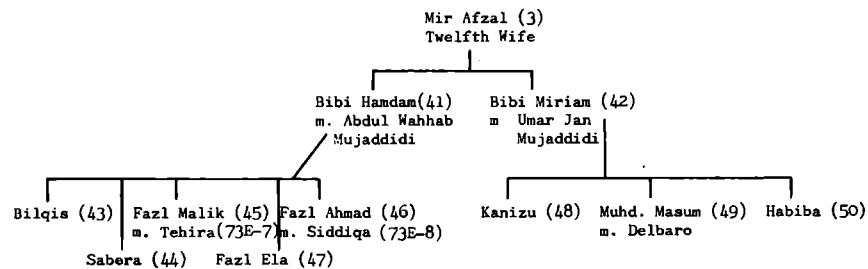 Mir Afzal (3)
Twelfth Wife
Bibi Hamdam(41) Bibi Miriam (42)
m. Abdul Wahhab m Umar Jan
Mujaddidi Mujaddidi
Bilqis (43) Fazl Malik (45) Fazl Ahmad (46) Kanizu (48) Muhd. Masum (49) Habiba (50)
m. Tehira(73E-7) m. Siddiqa (73E-8) m. Delbaro
Sabera (44) Fazl Ela (47)